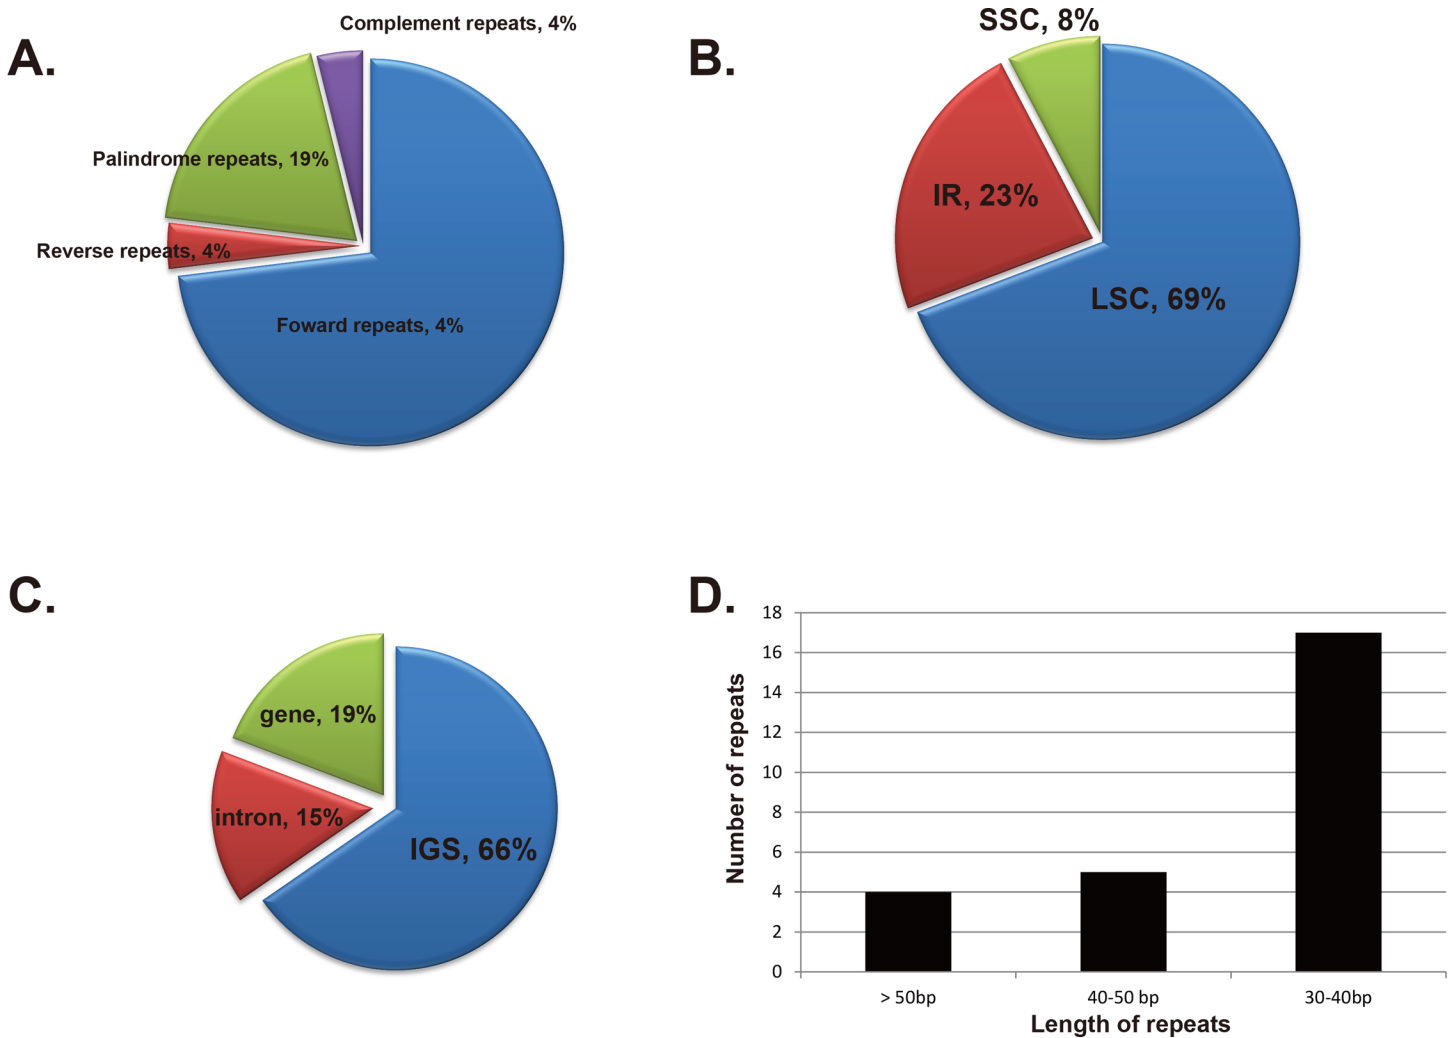 A.
Complement repeats, 4%
Palindrome repeats, 19%
Reverse repeats, 4%
Foward repeats, 4%
B.
SSC, 8%
IR, 23%
LSC, 69%
C.
gene, 19%
intron, 15%
IGS, 66%
D.
Number of repeats
18
16
14
12
10
8
6
4
2
0
> 50bp
40-50 bp
30-40bp
Length of repeats